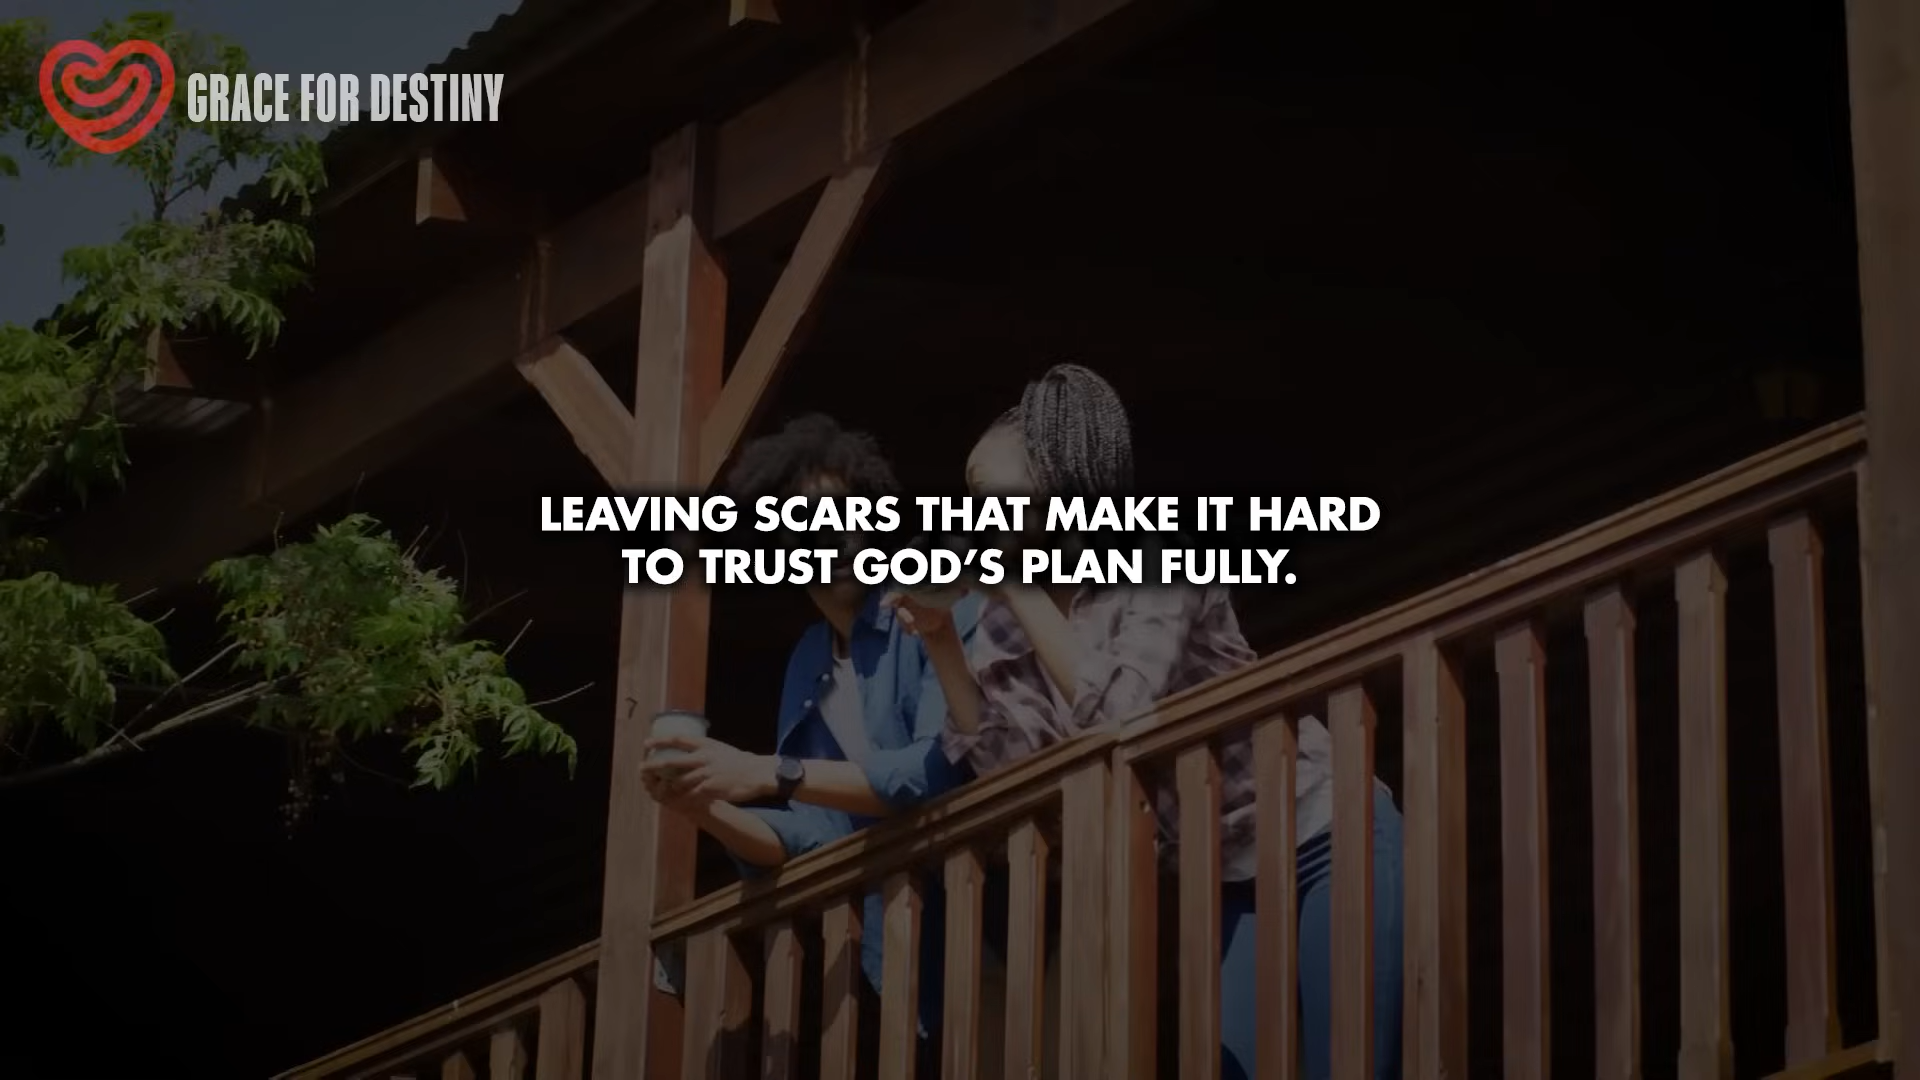 GRACE FOR DESTINY
LEAVING SCARS THAT MAKE IT HARD
TO TRUST GOD’S PLAN FULLY.